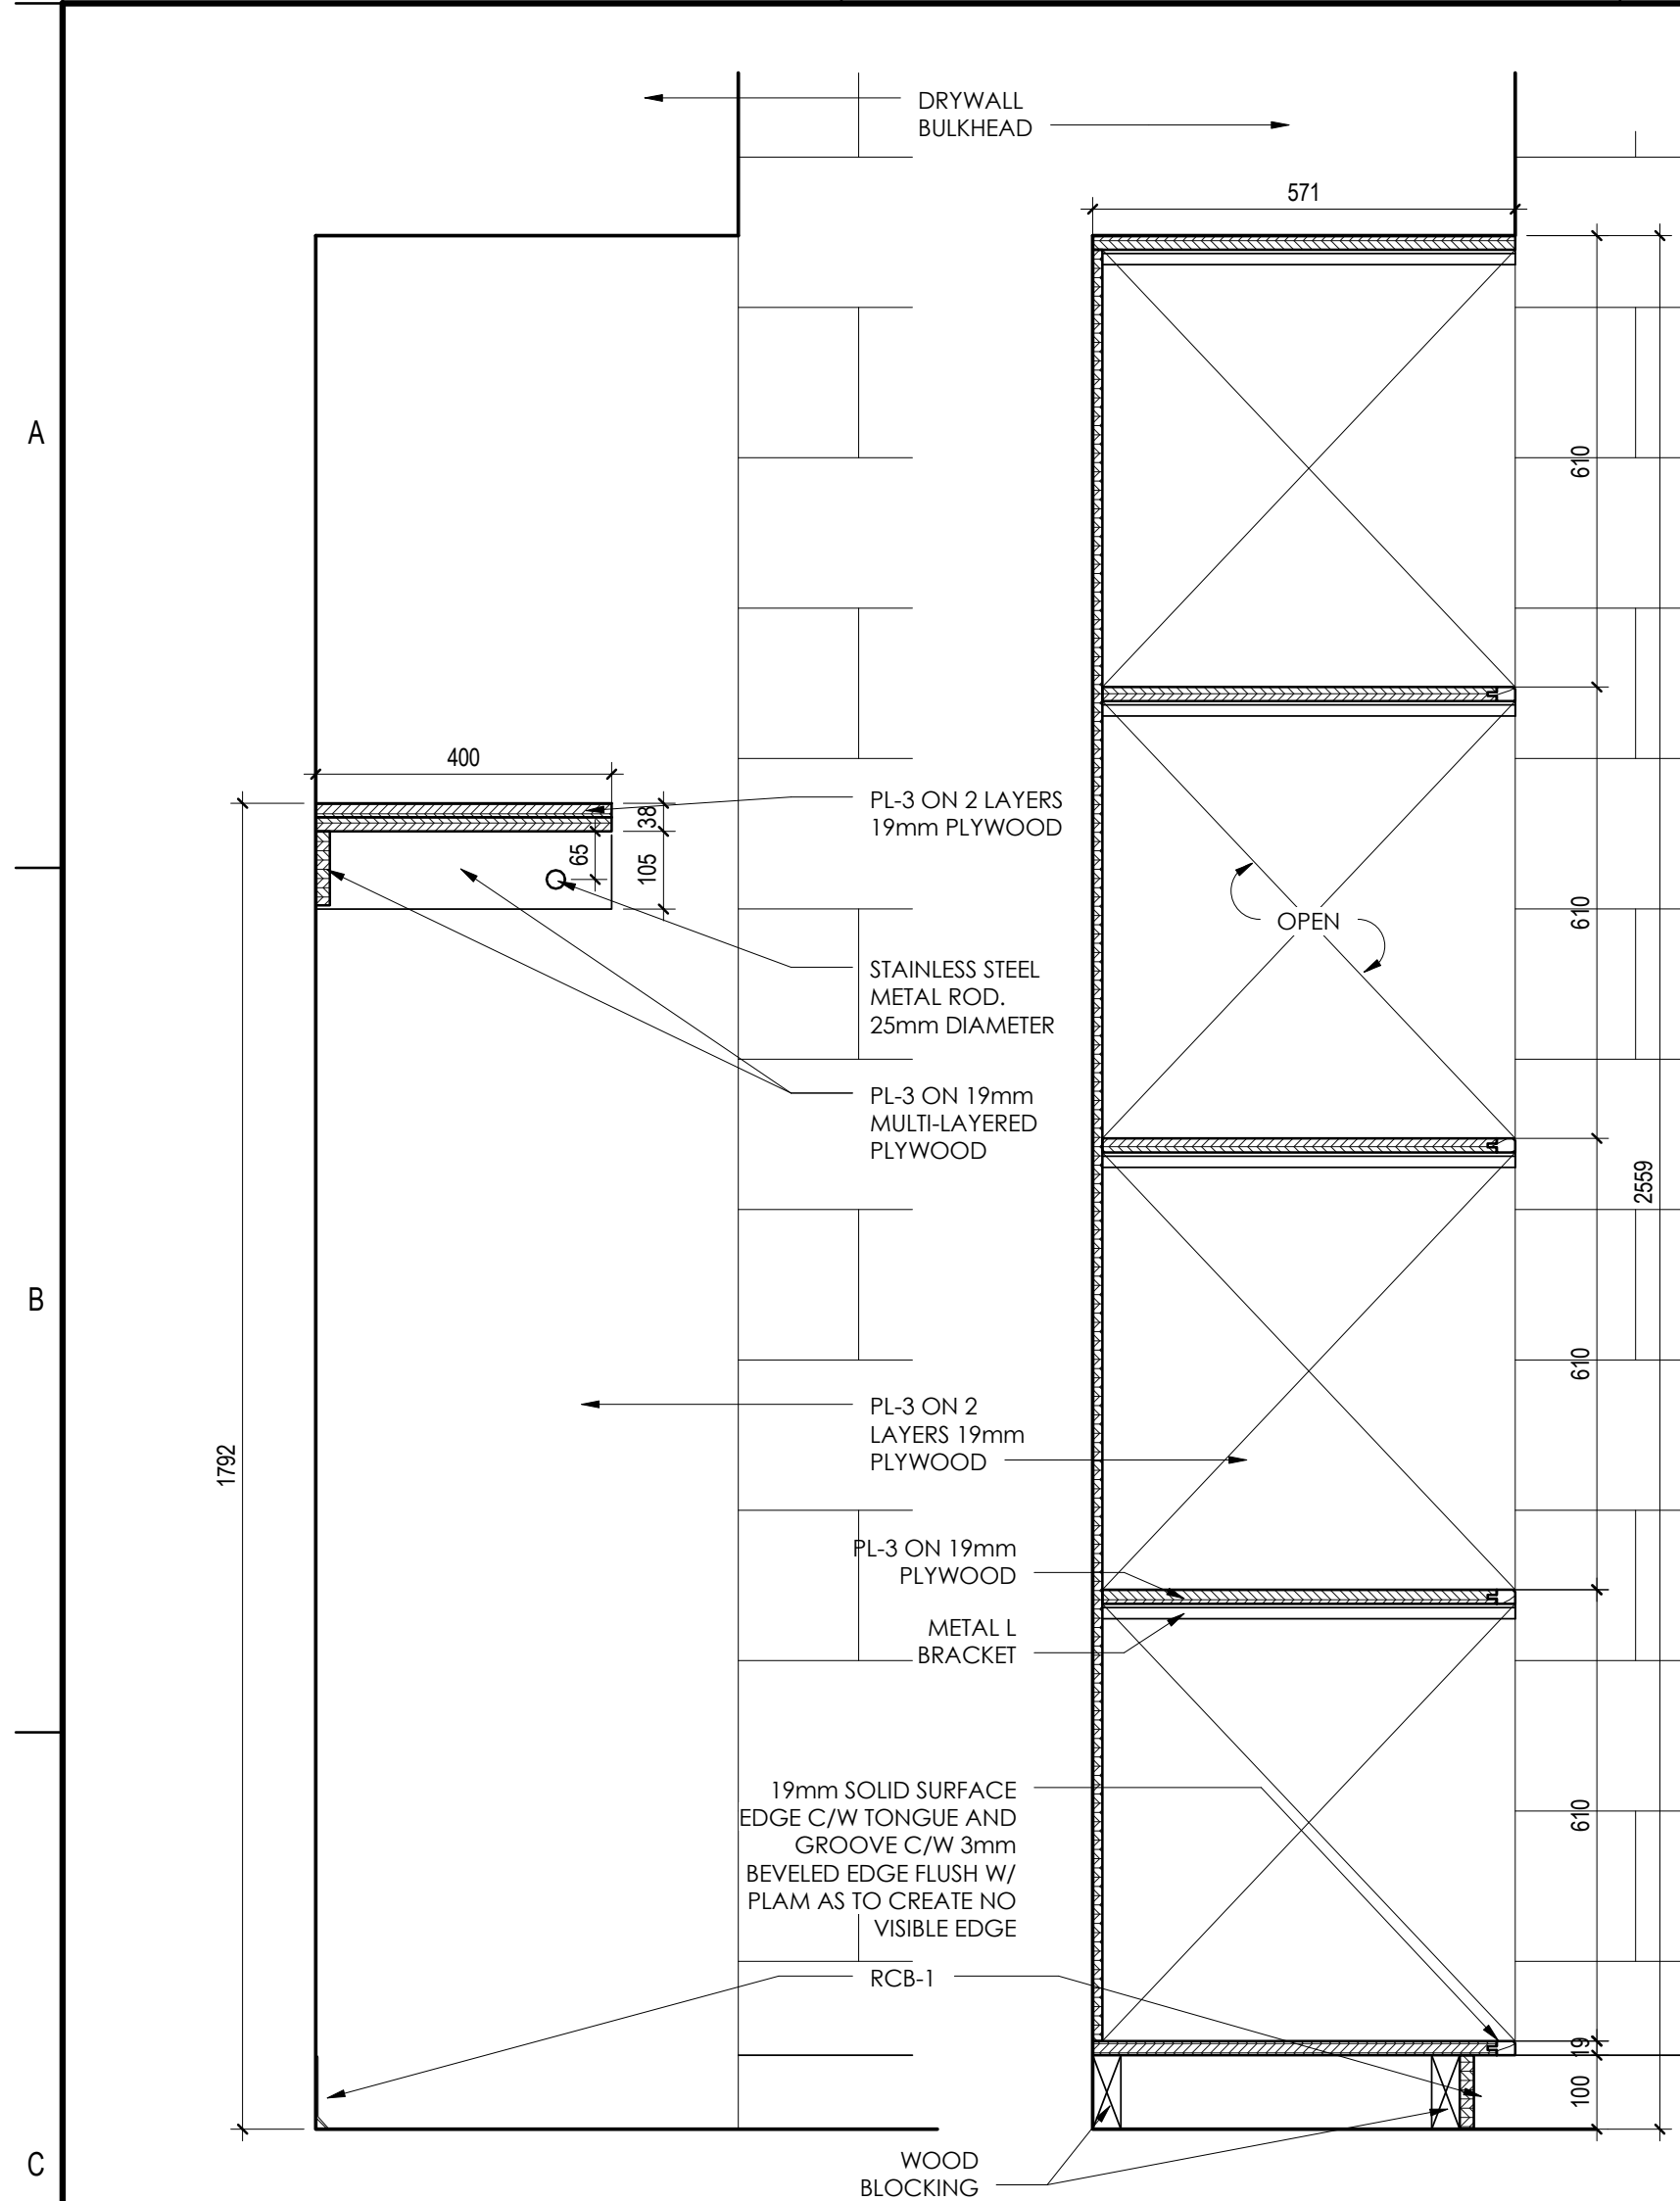 DRYWALL
BULKHEAD
571
A
610
400
PL-3 ON 2 LAYERS
19mm PLYWOOD
38
65
105
OPEN
610
STAINLESS STEEL
METAL ROD.
25mm DIAMETER
PL-3 ON 19mm
MULTI-LAYERED
PLYWOOD
2559
B
610
PL-3 ON 2
LAYERS 19mm
PLYWOOD
1792
PL-3 ON 19mm
PLYWOOD
METAL L
BRACKET
19mm SOLID SURFACE
EDGE C/W TONGUE AND
GROOVE C/W 3mm
BEVELED EDGE FLUSH W/
PLAM AS TO CREATE NO
VISIBLE EDGE
610
RCB-1
19
100
WOOD
BLOCKING
C